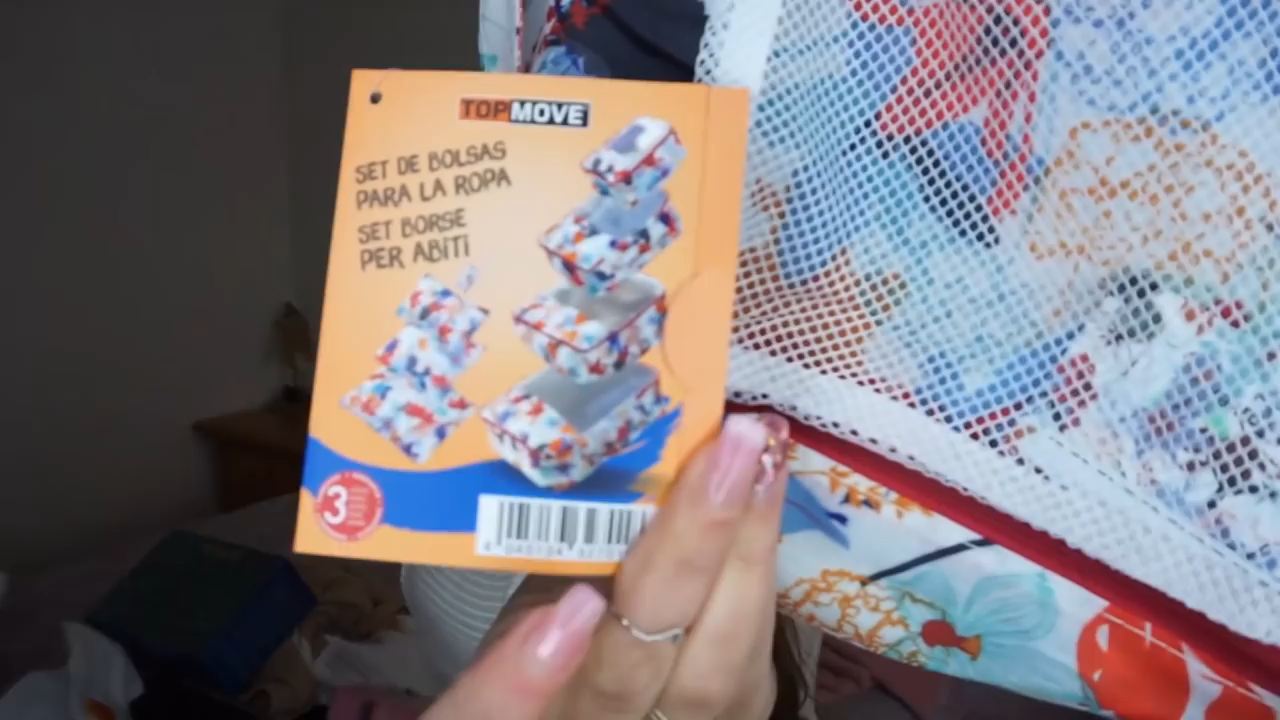 TOPMOVE
SET DE BOLSAS
PARA LA ROPA
SET BORSE
PER ABITI
3